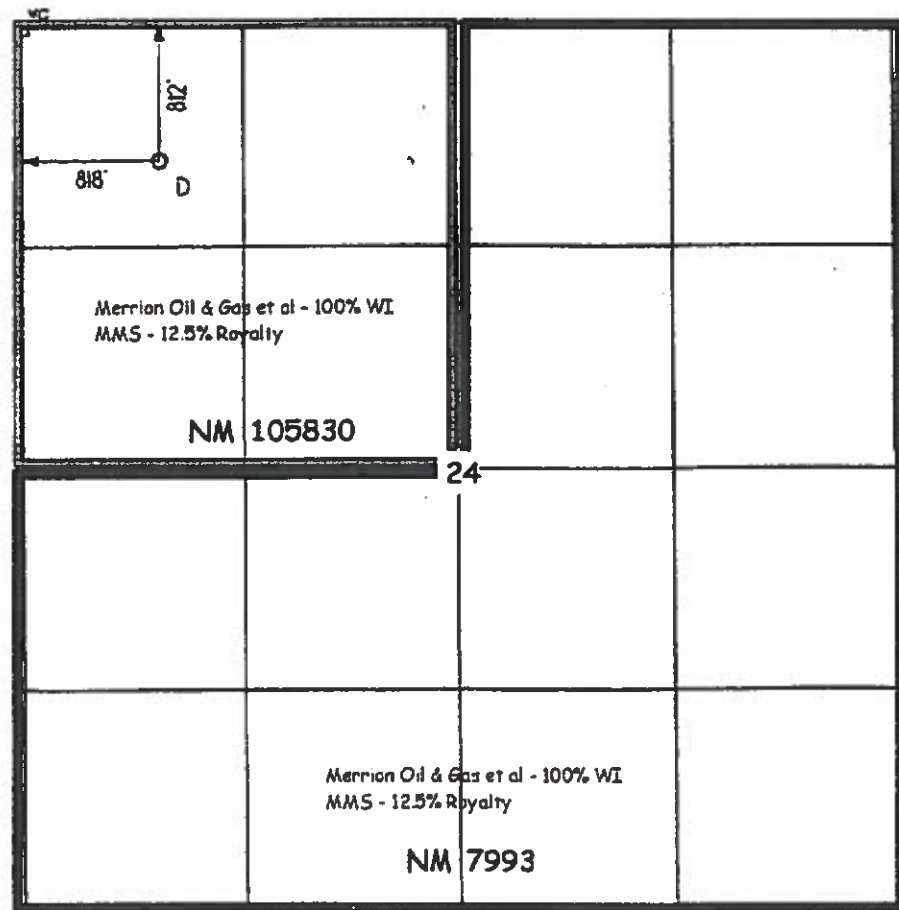 812'
818'
D
Merrion Oil & Gas et al - 100% WI
MMS - 12.5% Royalty
NM 105830
24
Merrion Oil & Gas et al - 100% WI
MMS - 12.5% Royalty
NM 7993